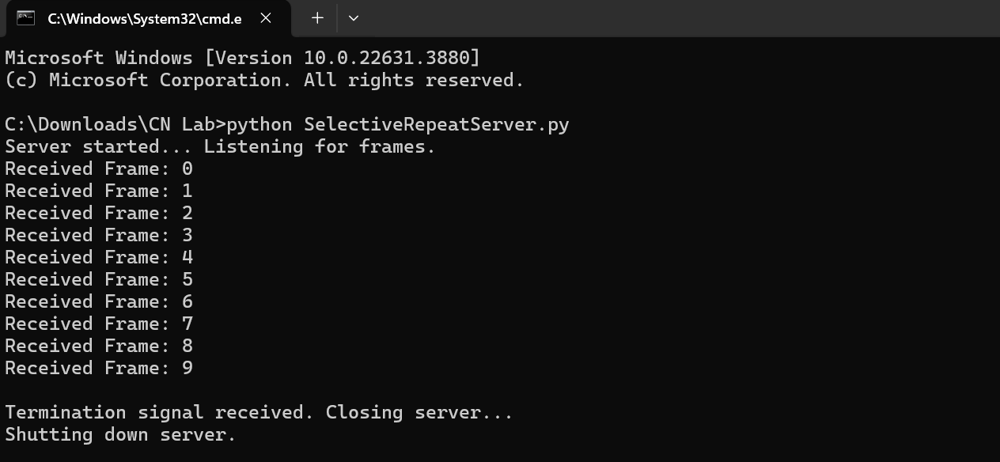 C:\Windows\System32\cmd.e
Microsoft Windows [Version 10.0.22631.3880]
(c) Microsoft Corporation. All rights reserved.
C:\Downloads\CN Lab>python SelectiveRepeatServer.py
Server started... Listening for frames.
Received Frame: 0
Received Frame: 1
Received Frame: 2
Received Frame: 3
Received Frame: 4
Received Frame: 5
Received Frame: 6
Received Frame: 7
Received Frame: 8
Received Frame: 9
Termination signal received. Closing server...
Shutting down server.